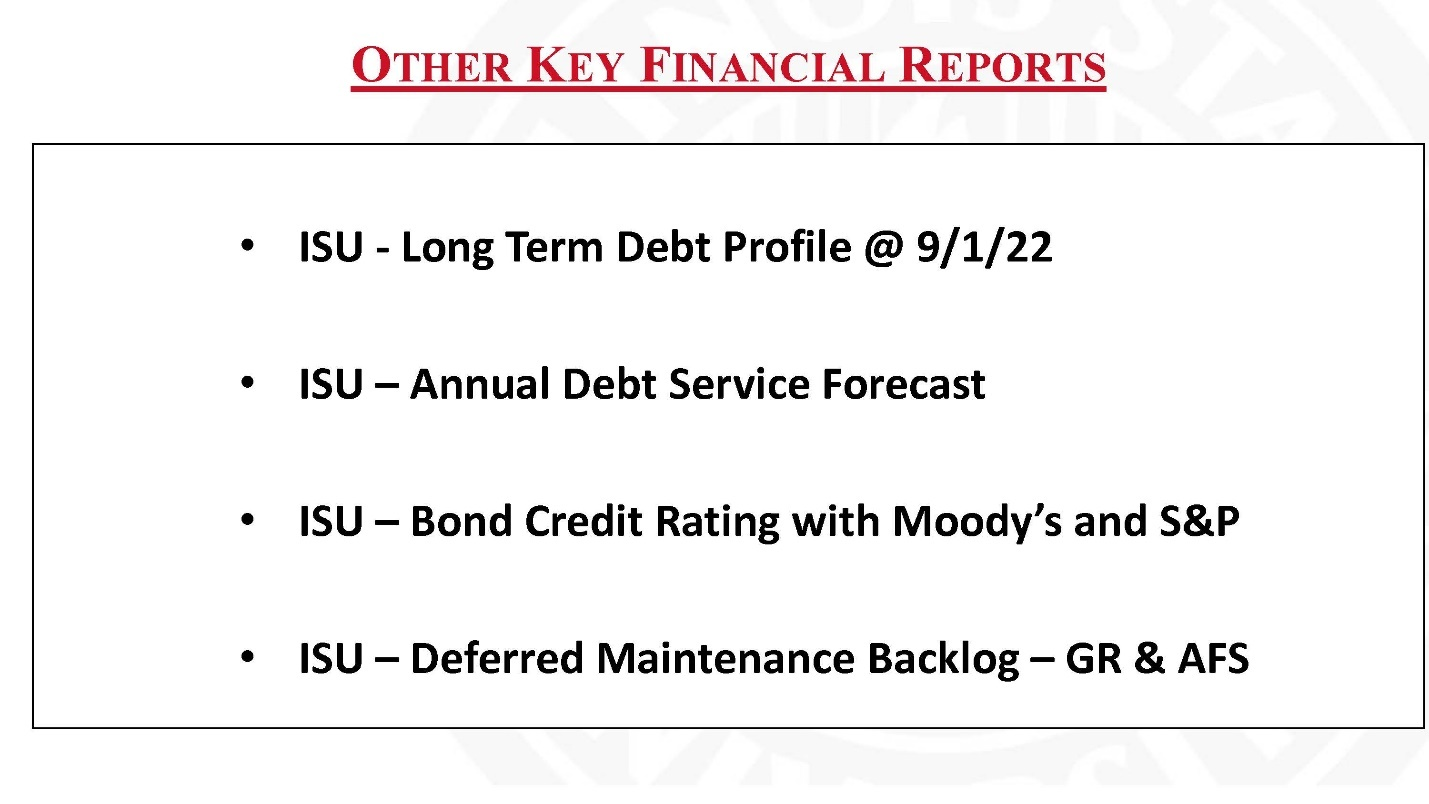 OTHER KEY FINANCIAL REPORTS
• ISU - Long Term Debt Profile @ 9/1/22
• ISU – Annual Debt Service Forecast
• ISU – Bond Credit Rating with Moody’s and S&P
• ISU – Deferred Maintenance Backlog – GR & AFS